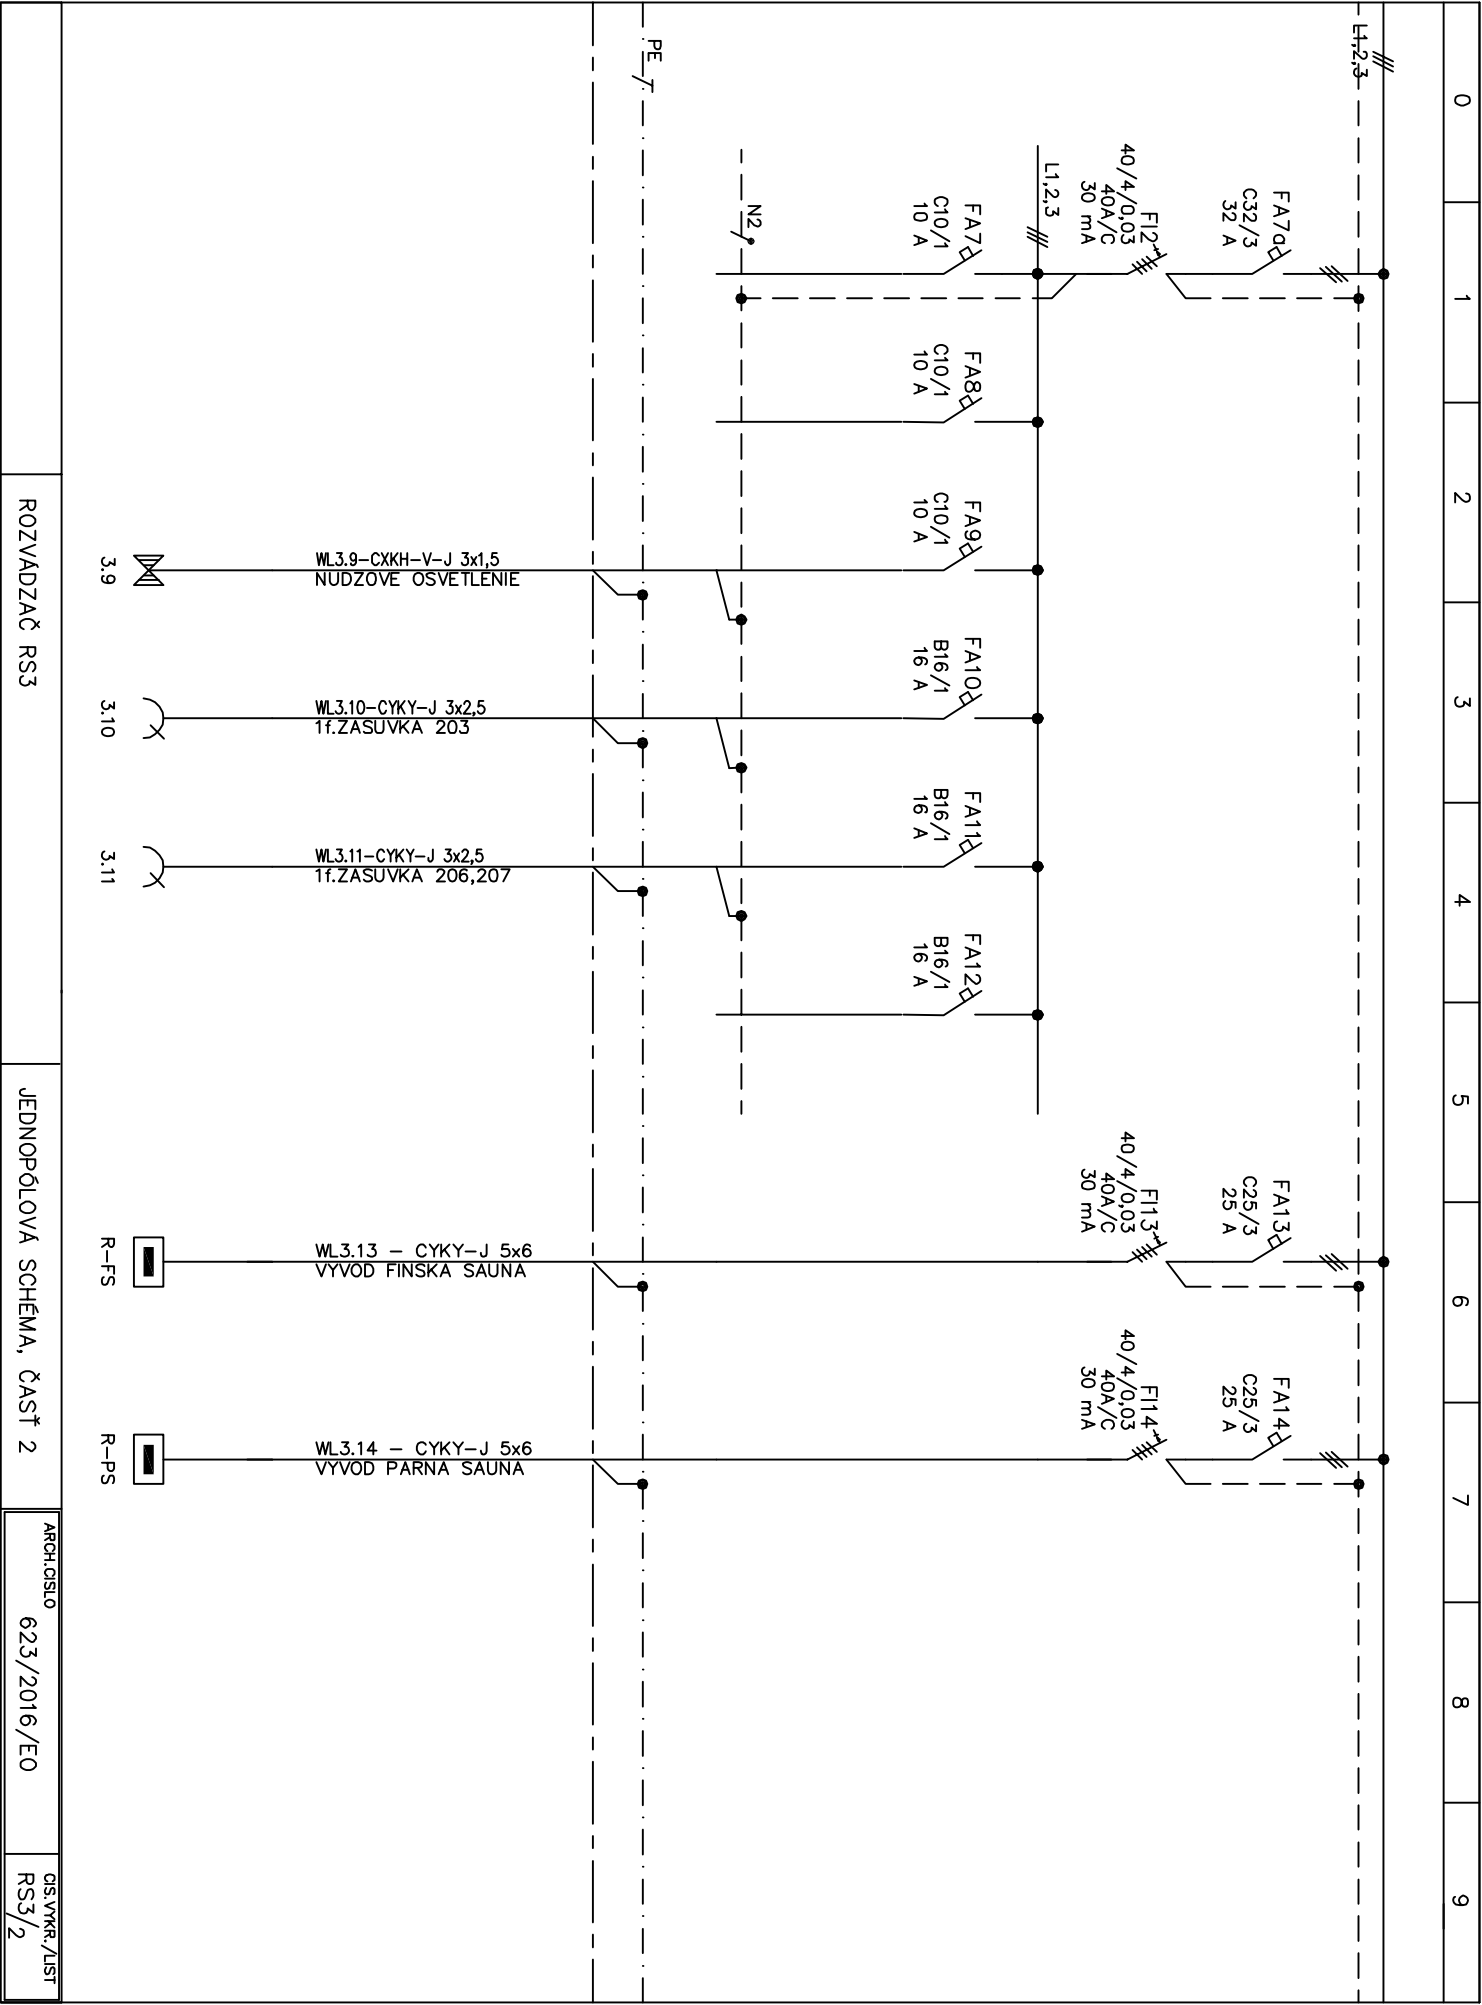 0
1
2
3
4
5
6
7
8
9
L1,2,3
FA7a
C32/3
32 A
FI2
40/4/0,03
40A/C
30 mA
L1,2,3
FA13
C25/3
25 A
FI13
40/4/0,03
40A/C
30 mA
FA14
C25/3
25 A
FI14
40/4/0,03
40A/C
30 mA
FA7
C10/1
10 A
FA8
C10/1
10 A
FA9
C10/1
10 A
FA10
B16/1
16 A
FA11
B16/1
16 A
FA12
B16/1
16 A
N2
PE
WL3.9-CXKH-V-J 3x1,5
NUDZOVE OSVETLENIE
WL3.10-CYKY-J 3x2,5
1f.ZASUVKA 203
WL3.11-CYKY-J 3x2,5
1f.ZASUVKA 206,207
WL3.13 - CYKY-J 5x6
VYVOD FINSKA SAUNA
WL3.14 - CYKY-J 5x6
VYVOD PARNA SAUNA
3.9
3.10
3.11
R-FS
R-PS
ROZVÁDZAČ RS3
JEDNOPÓLOVÁ SCHÉMA, ČASŤ 2
ARCH.CISLO
623/2016/EO
CIS.VYKR./LIST
RS3/2